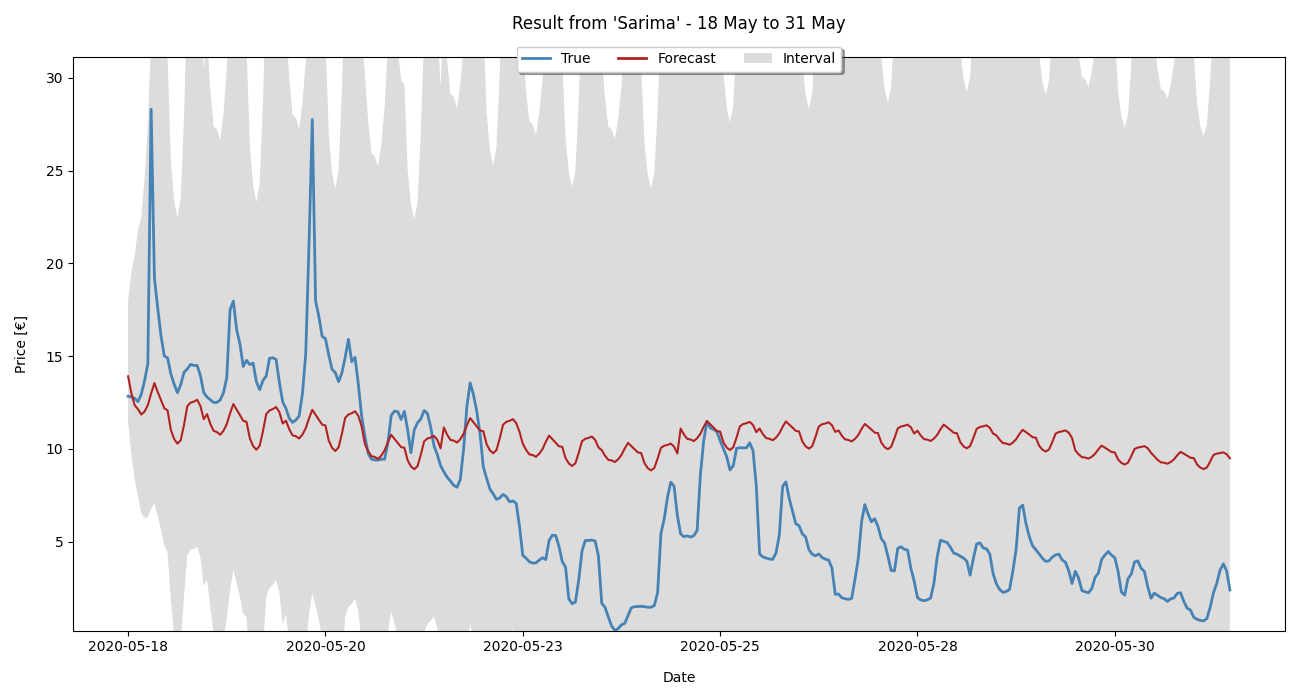 Result from 'Sarima' - 18 May to 31 May
True Forecast Interval
30
25
20
15
10
5
Price [€]
2020-05-18 2020-05-20 2020-05-23 2020-05-25 2020-05-28 2020-05-30
Date